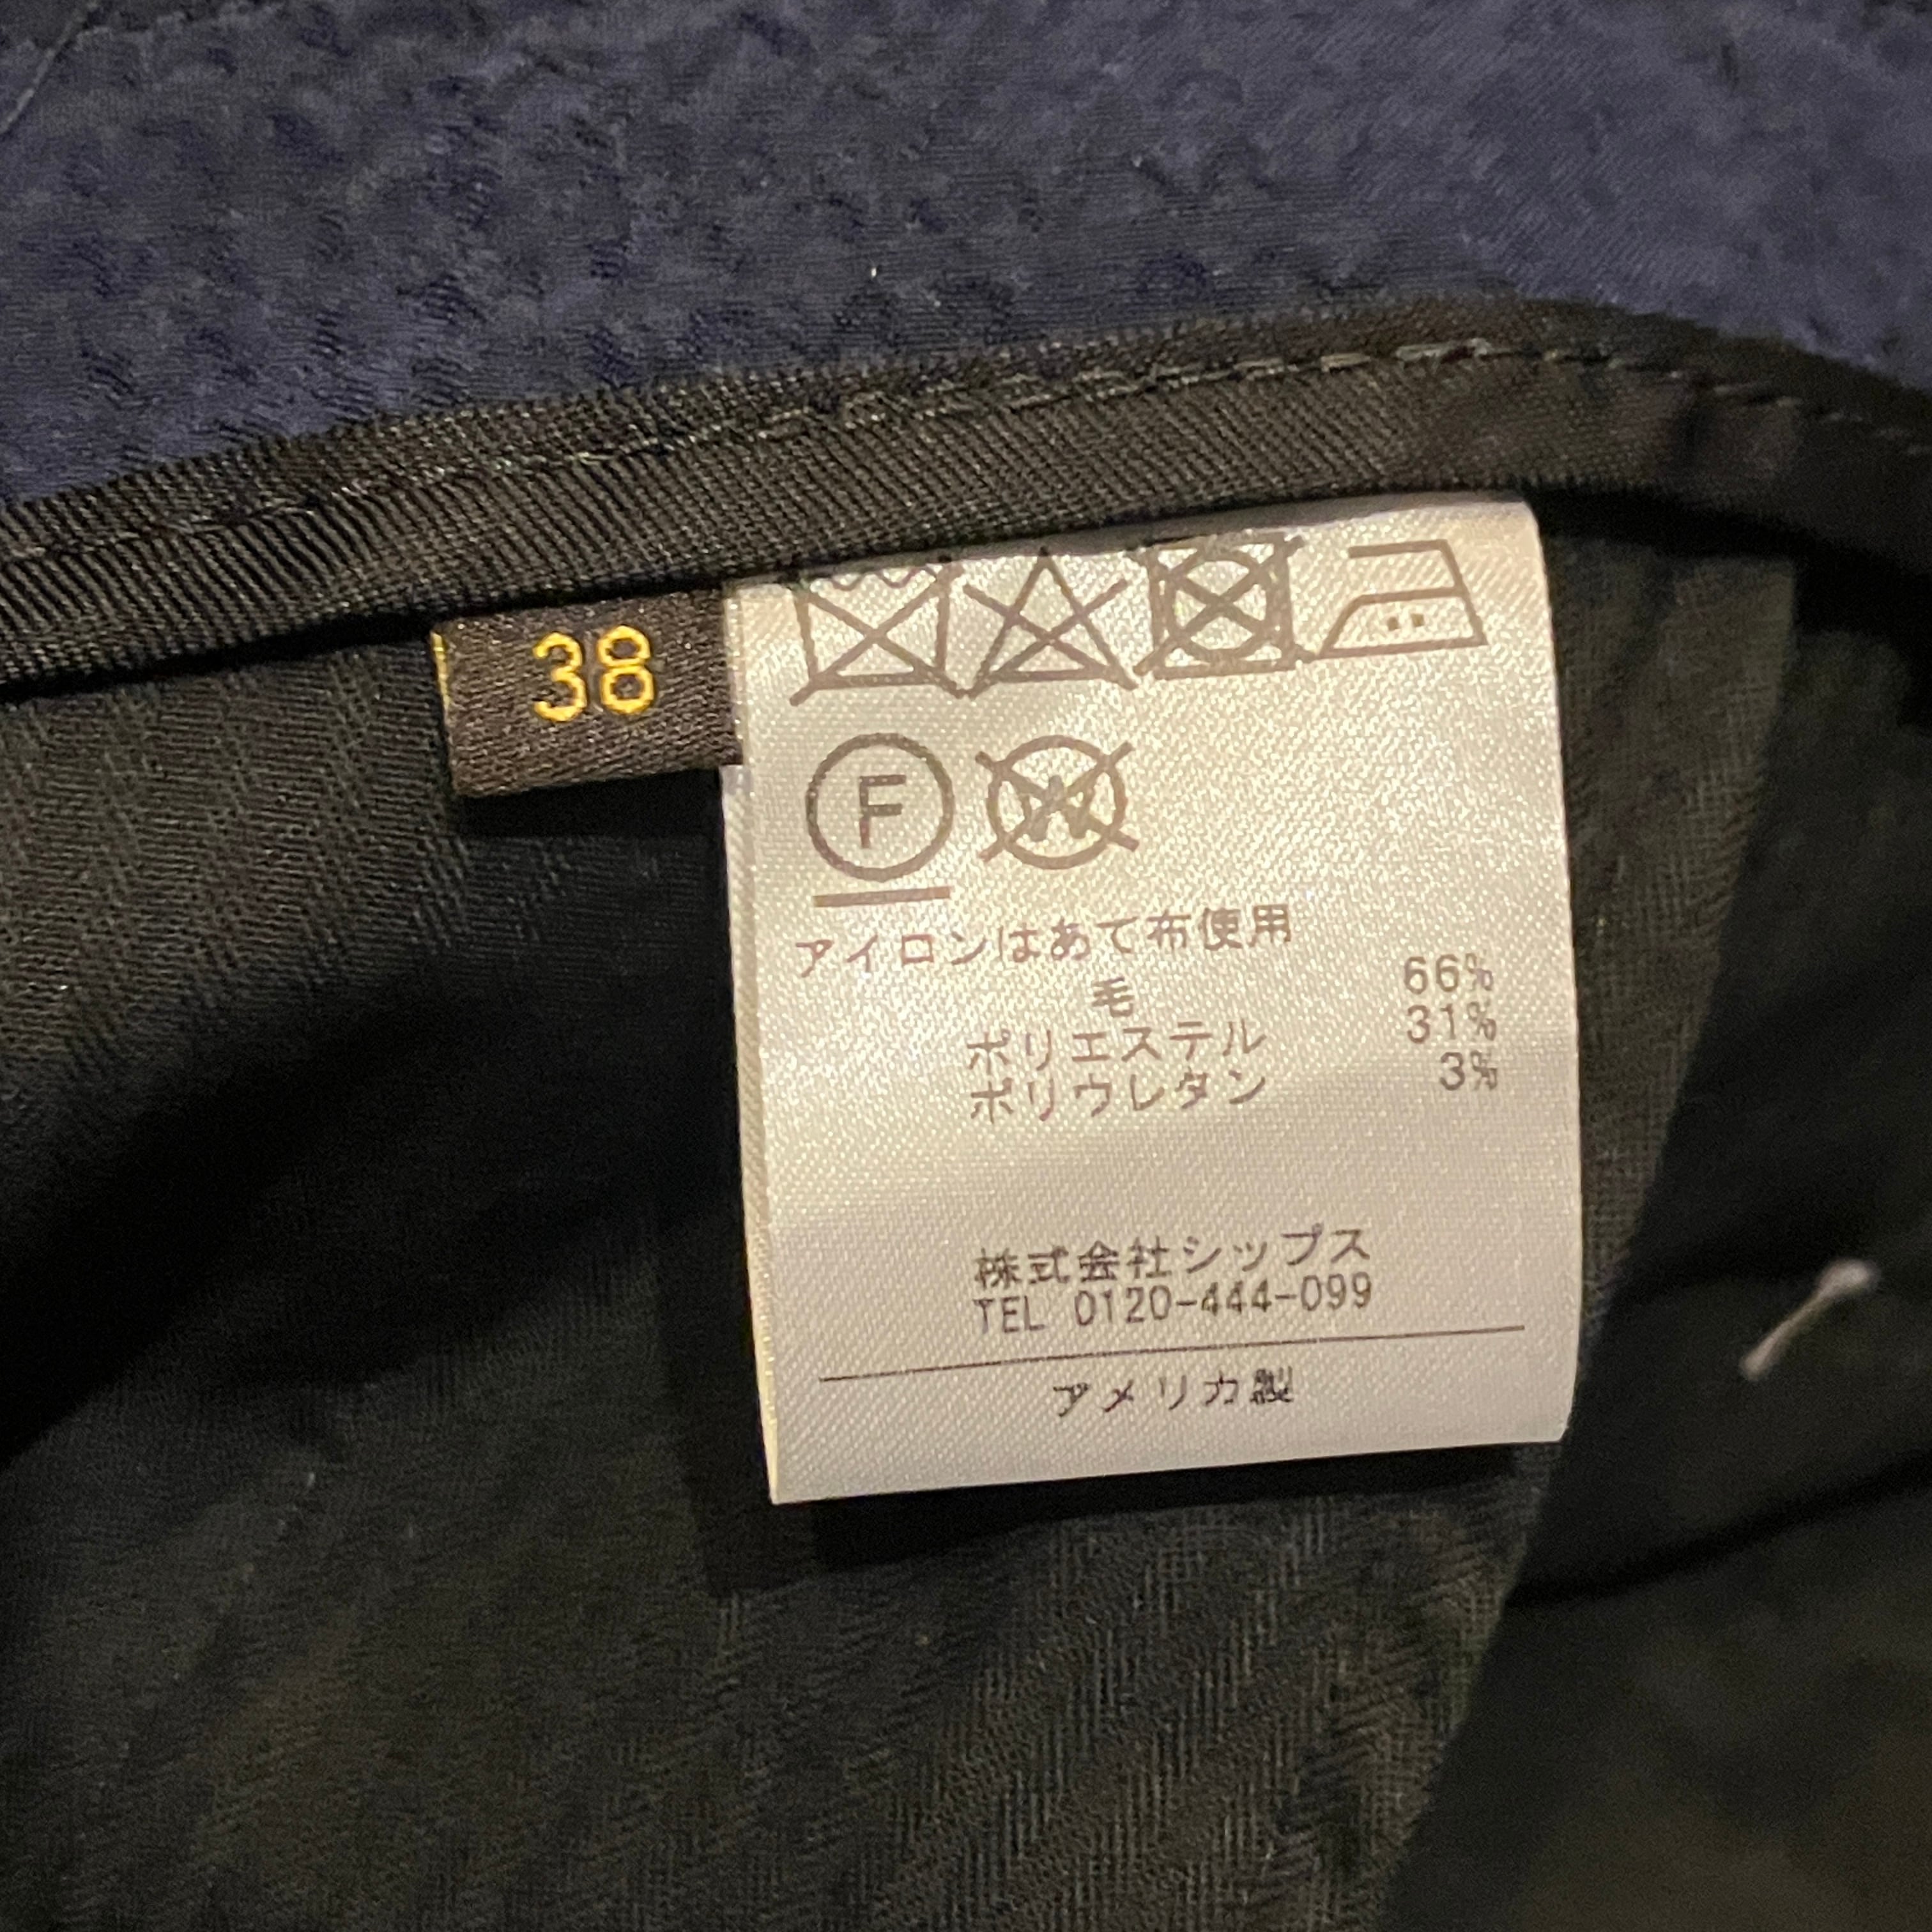 38
F
W
アイロンはあて布使用
毛 66%
ポリエステル 31%
ポリウレタン 3%
株式会社シップス
TEL 0120-444-099
アメリカ製